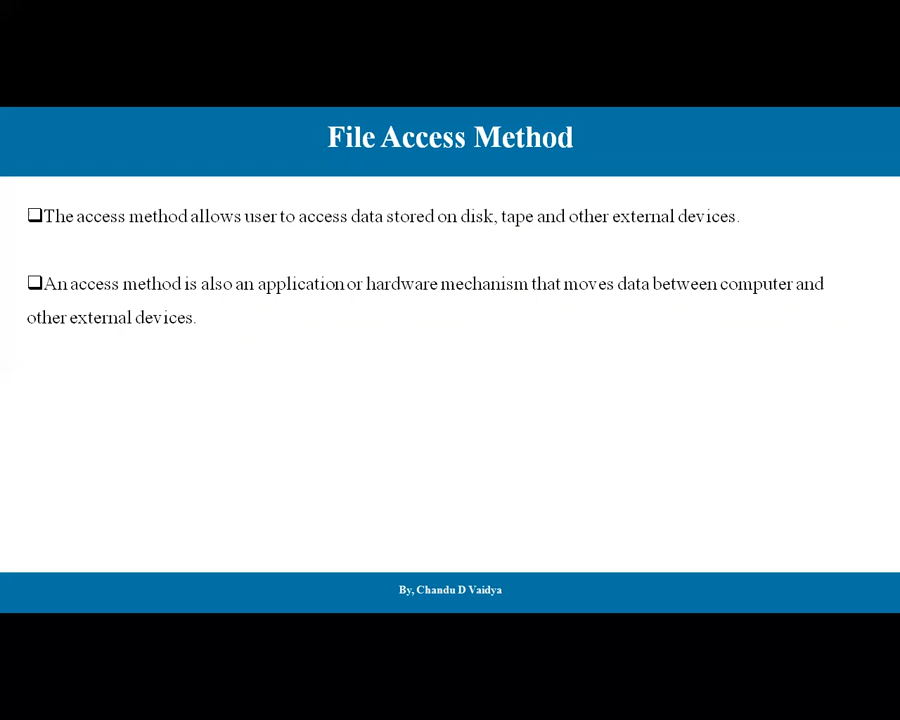 File Access Method
❑The access method allows user to access data stored on disk, tape and other external devices.
❑An access method is also an application or hardware mechanism that moves data between computer and
other external devices.
By, Chandu D Vaidya